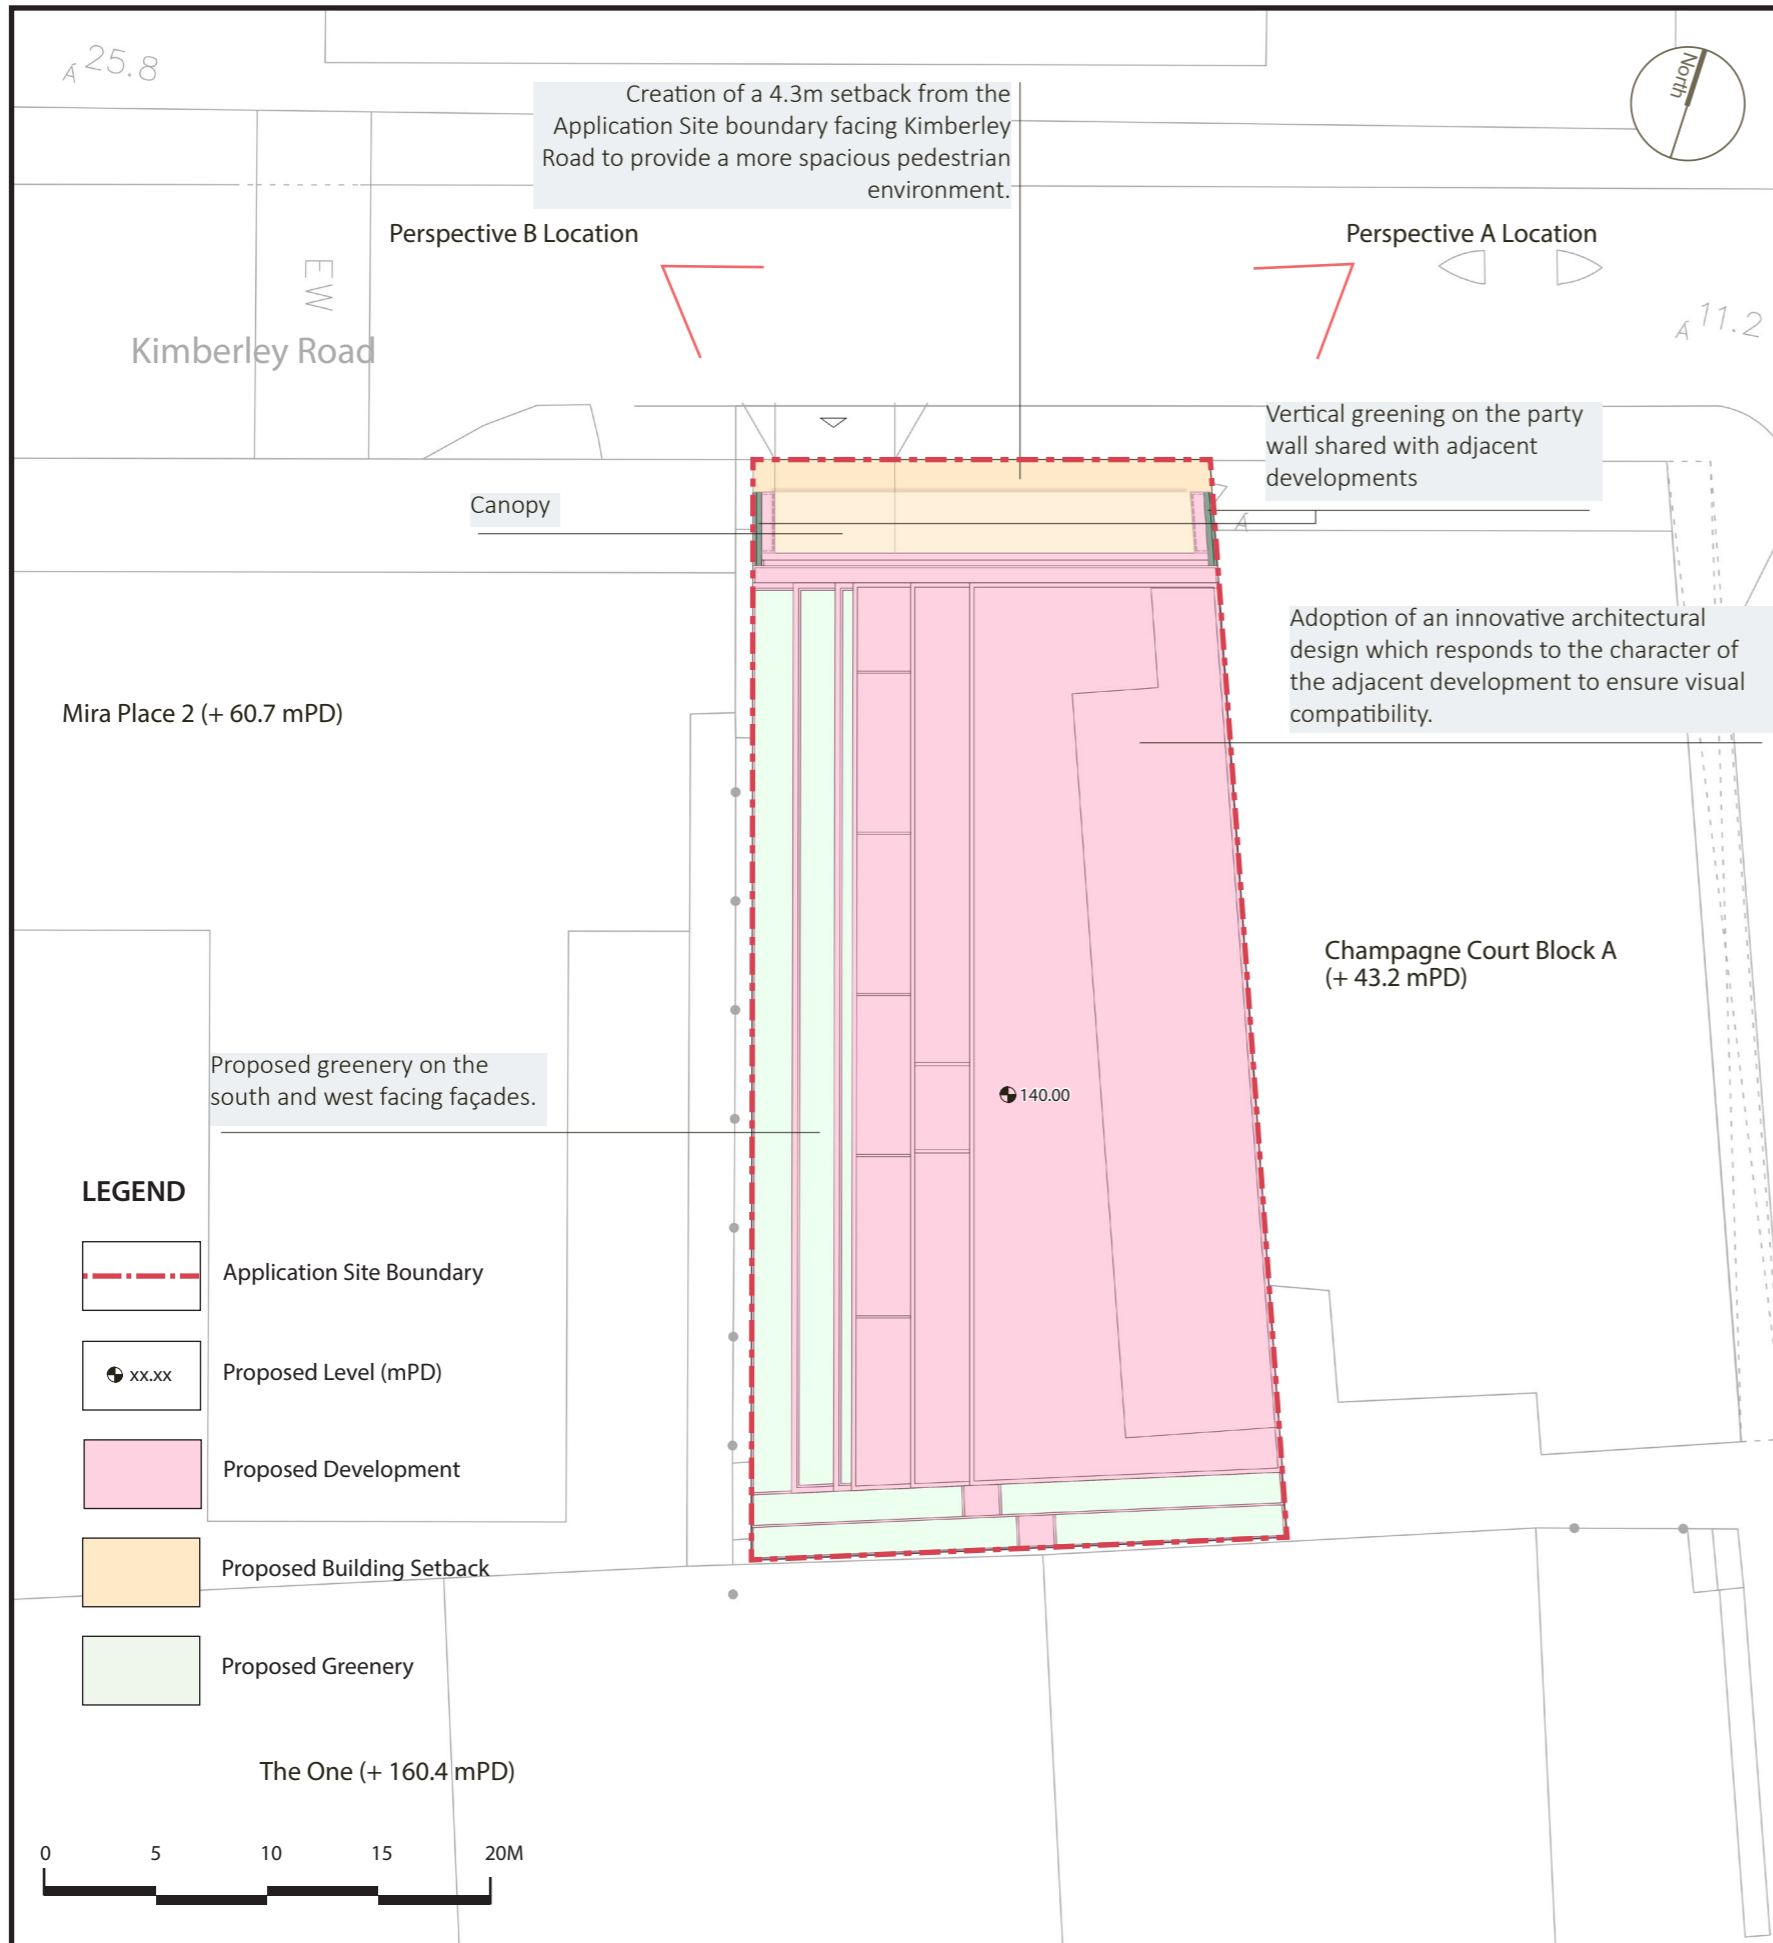 25.8
North
Creation of a 4.3m setback from the
Application Site boundary facing Kimberley
Road to provide a more spacious pedestrian
environment.
Perspective B Location
Perspective A Location
EW
Kimberley Road
11.2
Vertical greening on the party
wall shared with adjacent
developments
Canopy
Adoption of an innovative architectural
design which responds to the character of
the adjacent development to ensure visual
compatibility.
Mira Place 2 (+ 60.7 mPD)
Champagne Court Block A
(+ 43.2 mPD)
Proposed greenery on the
south and west facing façades.
140.00
LEGEND
Application Site Boundary
xx.xx
Proposed Level (mPD)
Proposed Development
Proposed Building Setback
Proposed Greenery
The One (+ 160.4 mPD)
0 5 10 15 20M